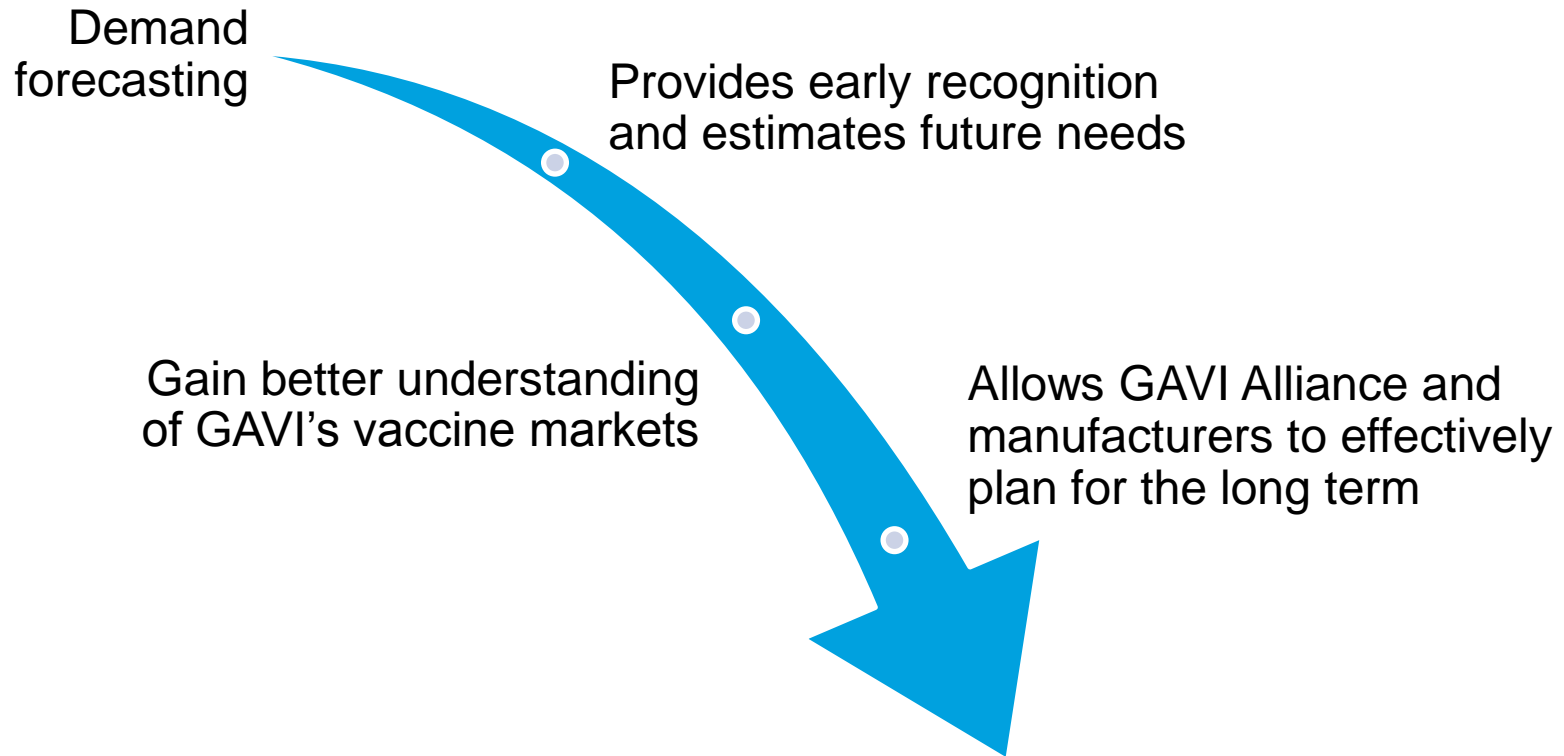 Demand
forecasting
Provides early recognition
and estimates future needs
Gain better understanding
of GAVI’s vaccine markets
Allows GAVI Alliance and
manufacturers to effectively
plan for the long term